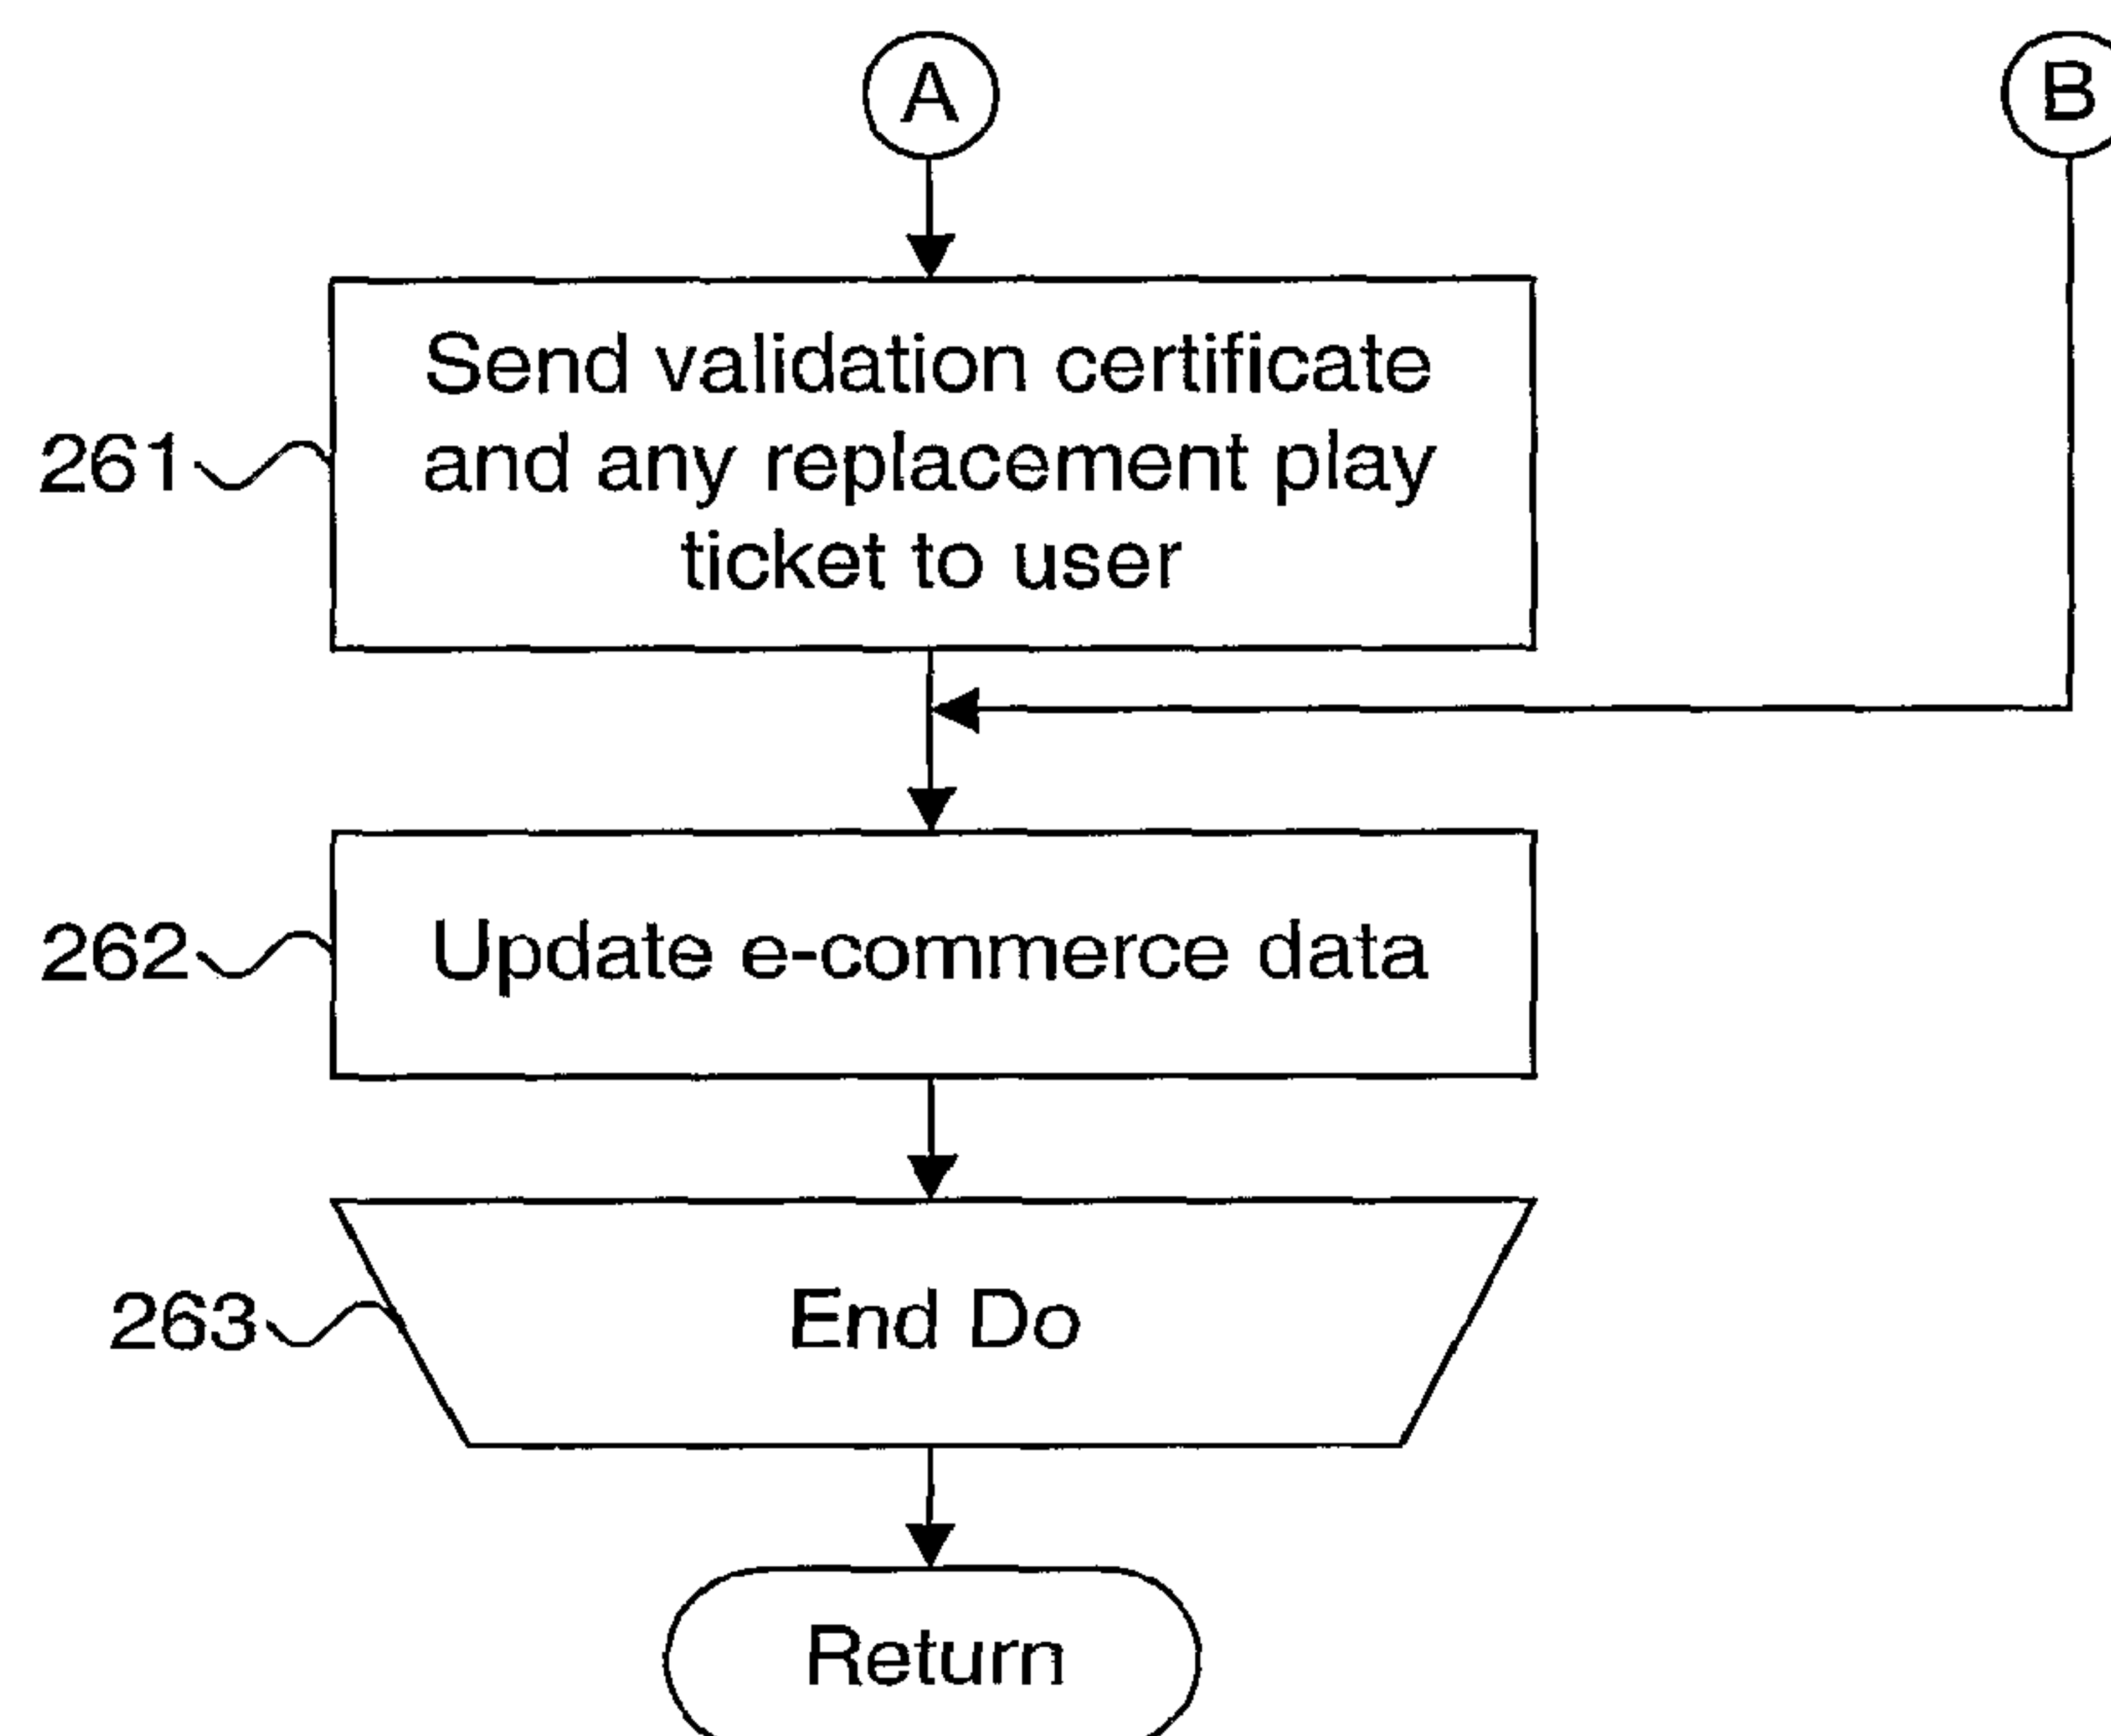 A
B
Send validation certificate
and any replacement play
ticket to user
261
Update e-commerce data
262
End Do
263
Return